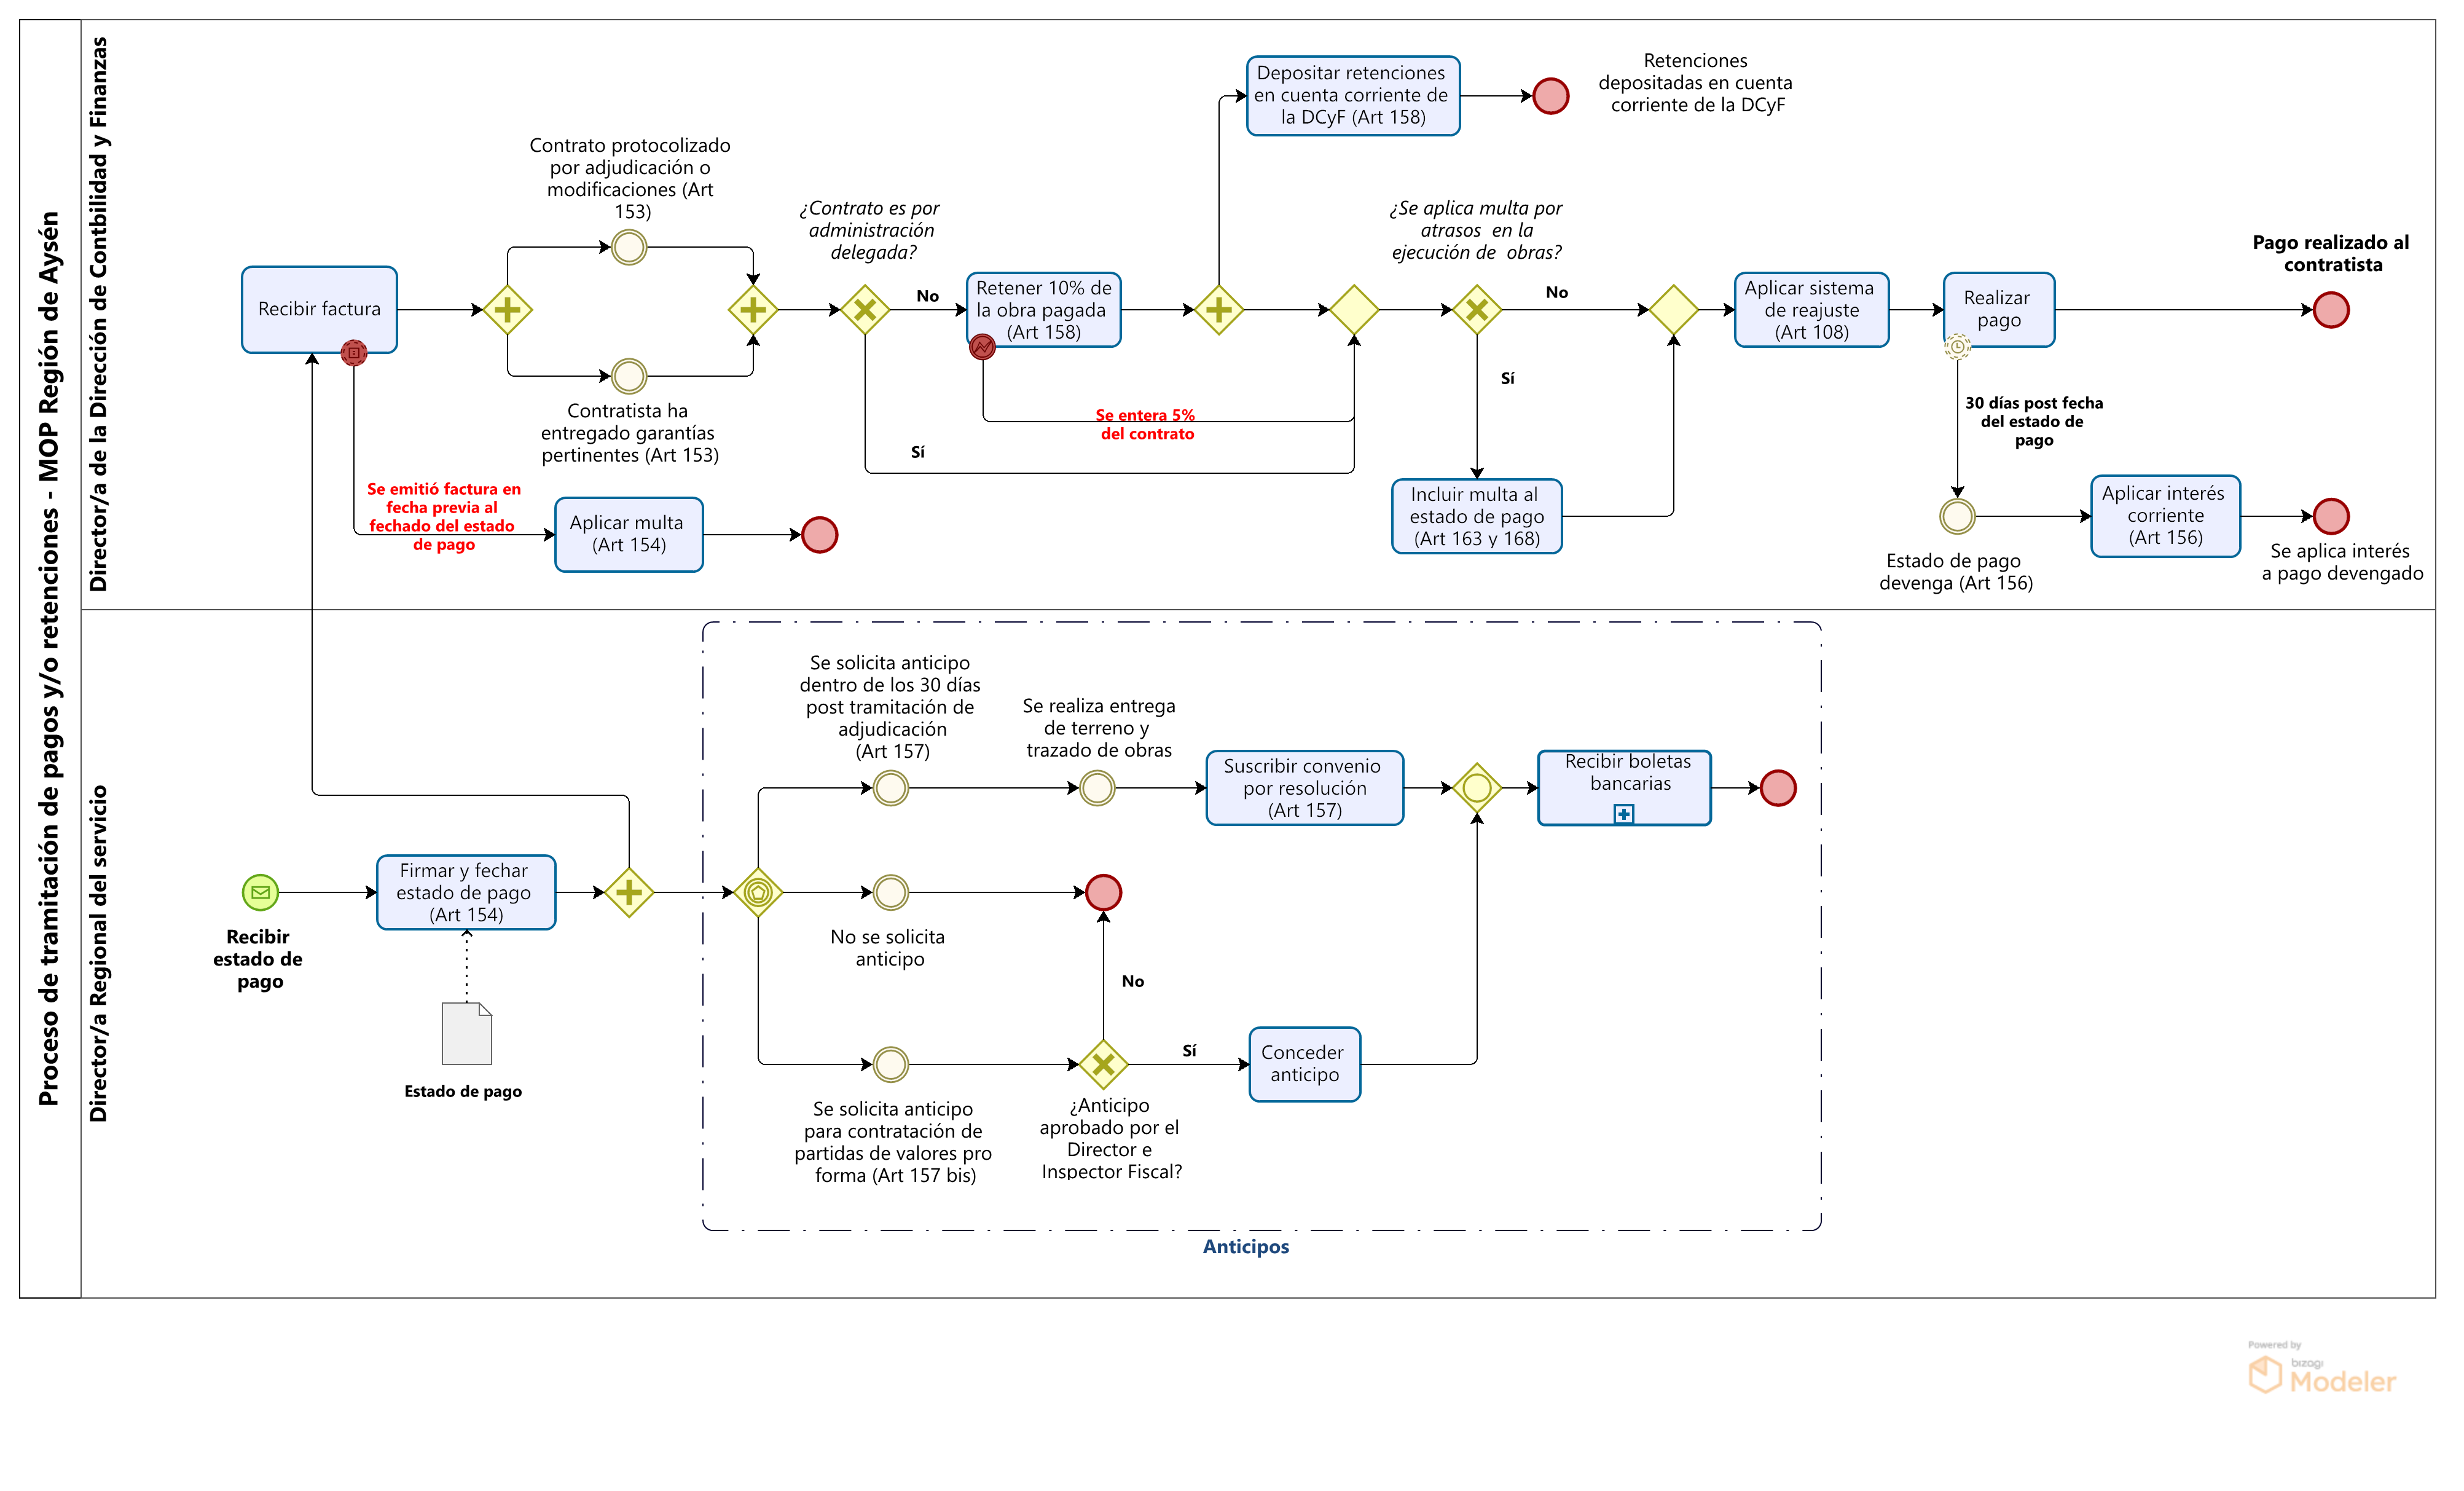 Proceso de tramitación de pagos y/o retenciones - MOP Región de Aysén
Director/a de la Dirección de Contbilidad y Finanzas
Depositar retenciones
en cuenta corriente de
la DCyF (Art 158)
Retenciones
depositadas en cuenta
corriente de la DCyF
Contrato protocolizado
por adjudicación o
modificaciones (Art
153)
¿Contrato es por
administración
delegada?
¿Se aplica multa por
atrasos en la
ejecución de obras?
Pago realizado al
contratista
Recibir factura
No
Retener 10% de
la obra pagada
(Art 158)
No
Aplicar sistema
de reajuste
(Art 108)
Realizar
pago
Contratista ha
entregado garantías
pertinentes (Art 153)
Se entera 5%
del contrato
Sí
Sí
30 días post fecha
del estado de
pago
Se emitió factura en
fecha previa al
fechado del estado
de pago
Aplicar multa
(Art 154)
Incluir multa al
estado de pago
(Art 163 y 168)
Estado de pago
devenga (Art 156)
Aplicar interés
corriente
(Art 156)
Se aplica interés
a pago devengado
Director/a Regional del servicio
Se solicita anticipo
dentro de los 30 días
post tramitación de
adjudicación
(Art 157)
Se realiza entrega
de terreno y
trazado de obras
Suscribir convenio
por resolución
(Art 157)
Recibir boletas
bancarias
Recibir
estado de
pago
Firmar y fechar
estado de pago
(Art 154)
Estado de pago
No se solicita
anticipo
No
Sí
Conceder
anticipo
Se solicita anticipo
para contratación de
partidas de valores pro
forma (Art 157 bis)
¿Anticipo
aprobado por el
Director e
Inspector Fiscal?
Anticipos
Powered by
bizagi
Modeler